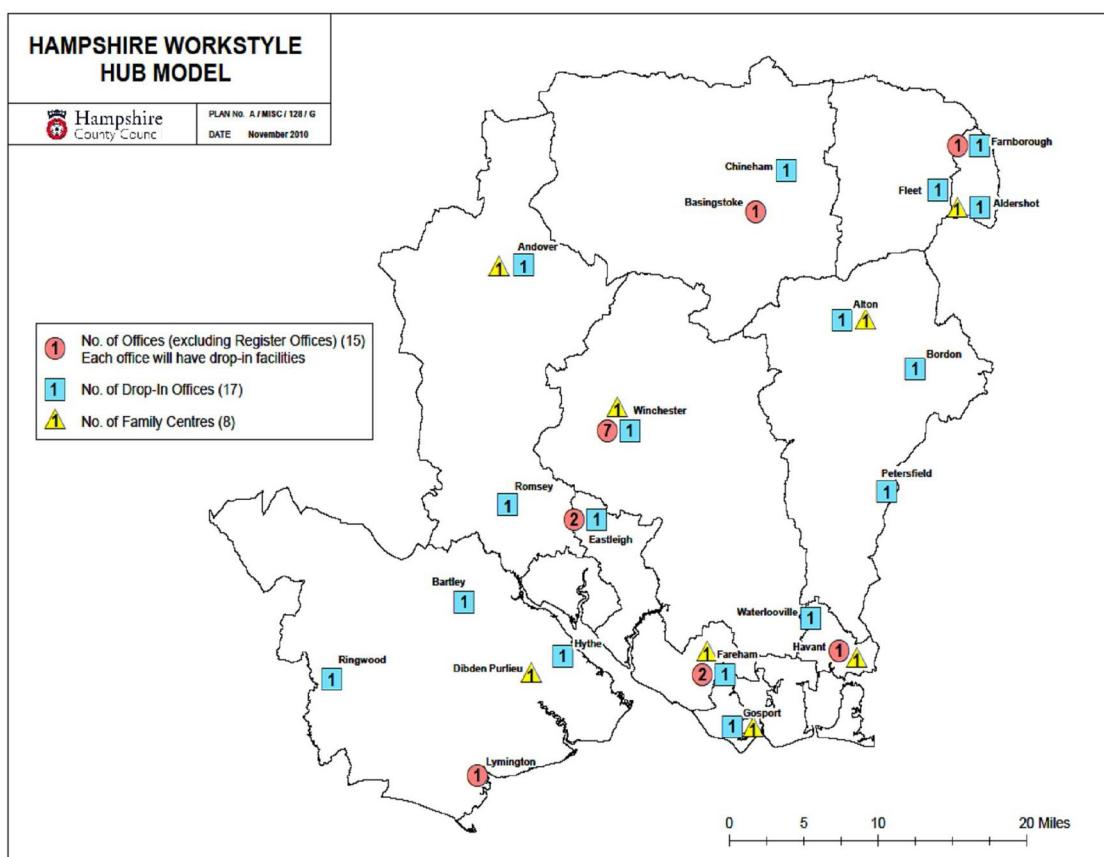 HAMPSHIRE WORKSTYLE
HUB MODEL
Hampshire
County Council
PLAN No. A / MISC / 128 / G
DATE November 2010
1 1 Farnborough
Chineham 1
Fleet 1
Basingstoke 1
1 1 Aldershot
Andover
1 1
Alton
1 1
1 No. of Offices (excluding Register Offices) (15)
Each office will have drop-in facilities
1 No. of Drop-In Offices (17)
1 No. of Family Centres (8)
Bordon
1
1 Winchester
7 1
Petersfield
1
Romsey
1
2 1
Eastleigh
Bartley
1
Waterlooville 1
Hythe
1
Havant 1 1
1 Fareham
2 1
Ringwood
1
Dibden Purlieu 1
Gosport
1 1
Lymington
1
0 5 10 20 Miles